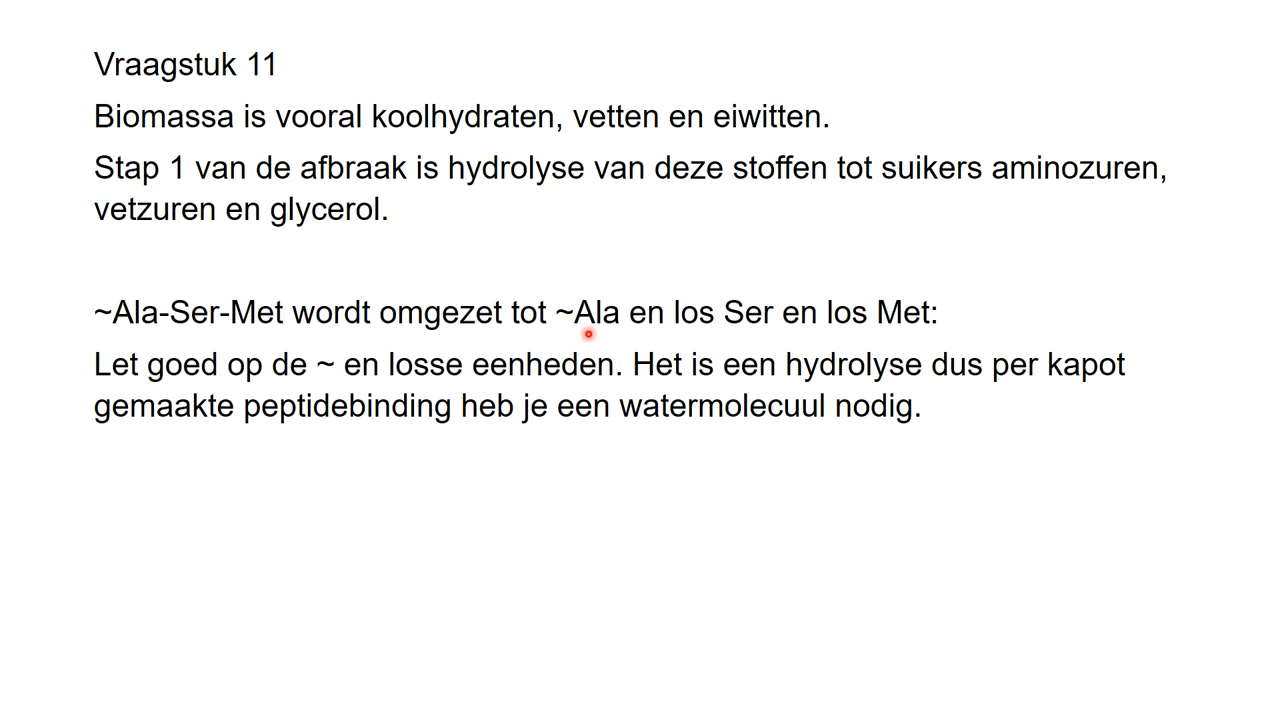 Vraagstuk 11
Biomassa is vooral koolhydraten, vetten en eiwitten.
Stap 1 van de afbraak is hydrolyse van deze stoffen tot suikers aminozuren,
vetzuren en glycerol.
~Ala-Ser-Met wordt omgezet tot ~Ala en los Ser en los Met:
Let goed op de ~ en losse eenheden. Het is een hydrolyse dus per kapot
gemaakte peptidebinding heb je een watermolecuul nodig.